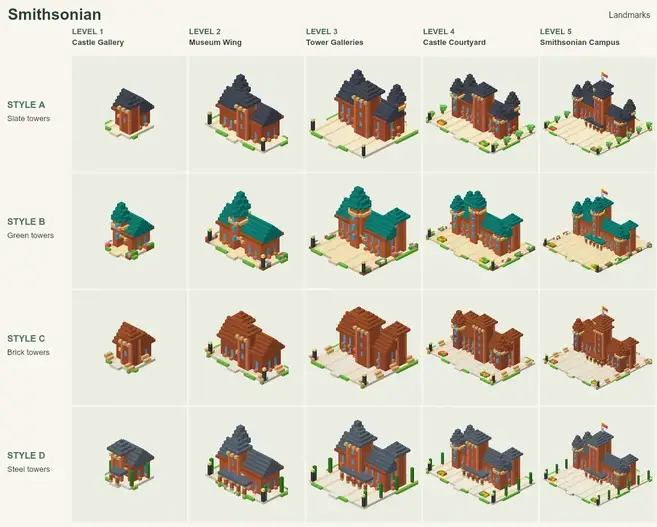 Smithsonian
Landmarks
LEVEL 1
Castle Gallery
LEVEL 2
Museum Wing
LEVEL 3
Tower Galleries
LEVEL 4
Castle Courtyard
LEVEL 5
Smithsonian Campus
STYLE A
Slate towers
STYLE B
Green towers
STYLE C
Brick towers
STYLE D
Steel towers